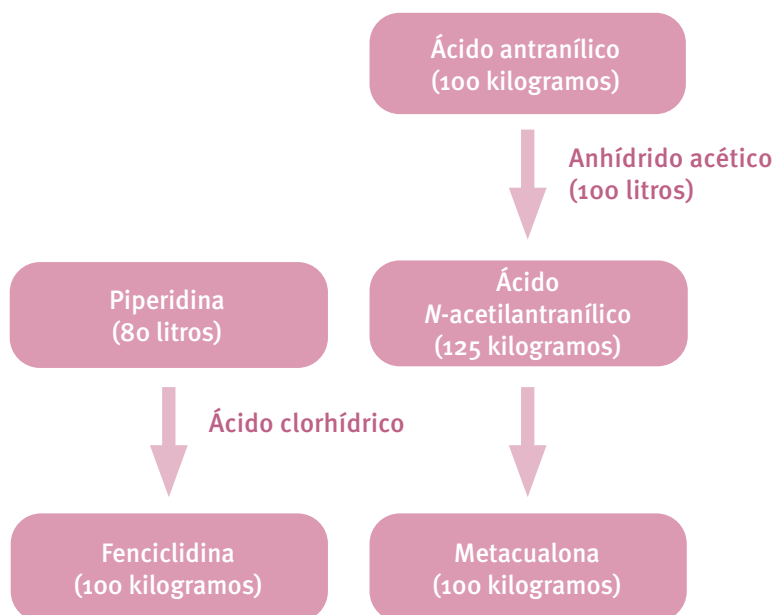 Ácido antranílico
(100 kilogramos)
Anhídrido acético
(100 litros)
Piperidina
(80 litros)
Ácido
N-acetilantranílico
(125 kilogramos)
Ácido clorhídrico
Fenciclidina
(100 kilogramos)
Metacualona
(100 kilogramos)